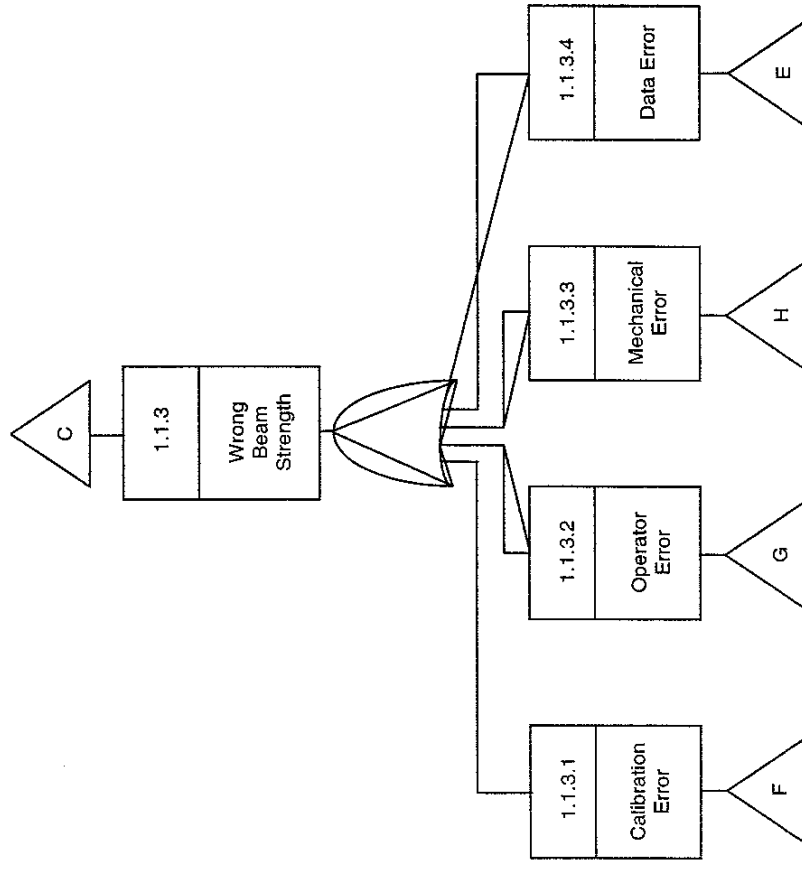 C
1.1.3
Wrong
Beam
Strength
1.1.3.1
Calibration
Error
F
1.1.3.2
Operator
Error
G
1.1.3.3
Mechanical
Error
H
1.1.3.4
Data Error
E